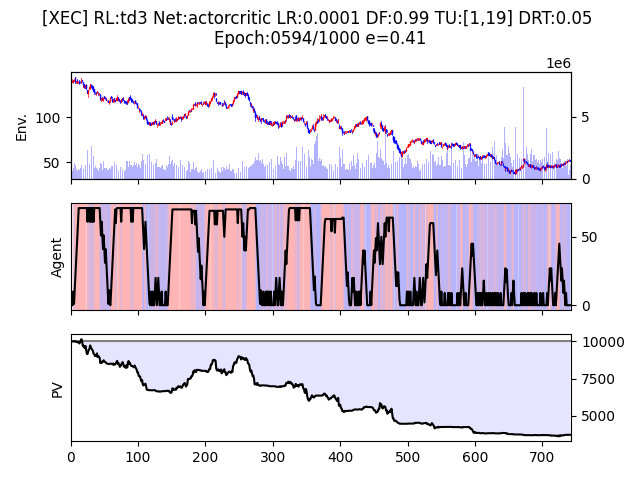 [XEC] RL:td3 Net:actorcritic LR:0.0001 DF:0.99 TU:[1,19] DRT:0.05
Epoch:0594/1000 e=0.41
1e6
Env.
100
50
5
0
Agent
50
0
PV
10000
7500
5000
0 100 200 300 400 500 600 700